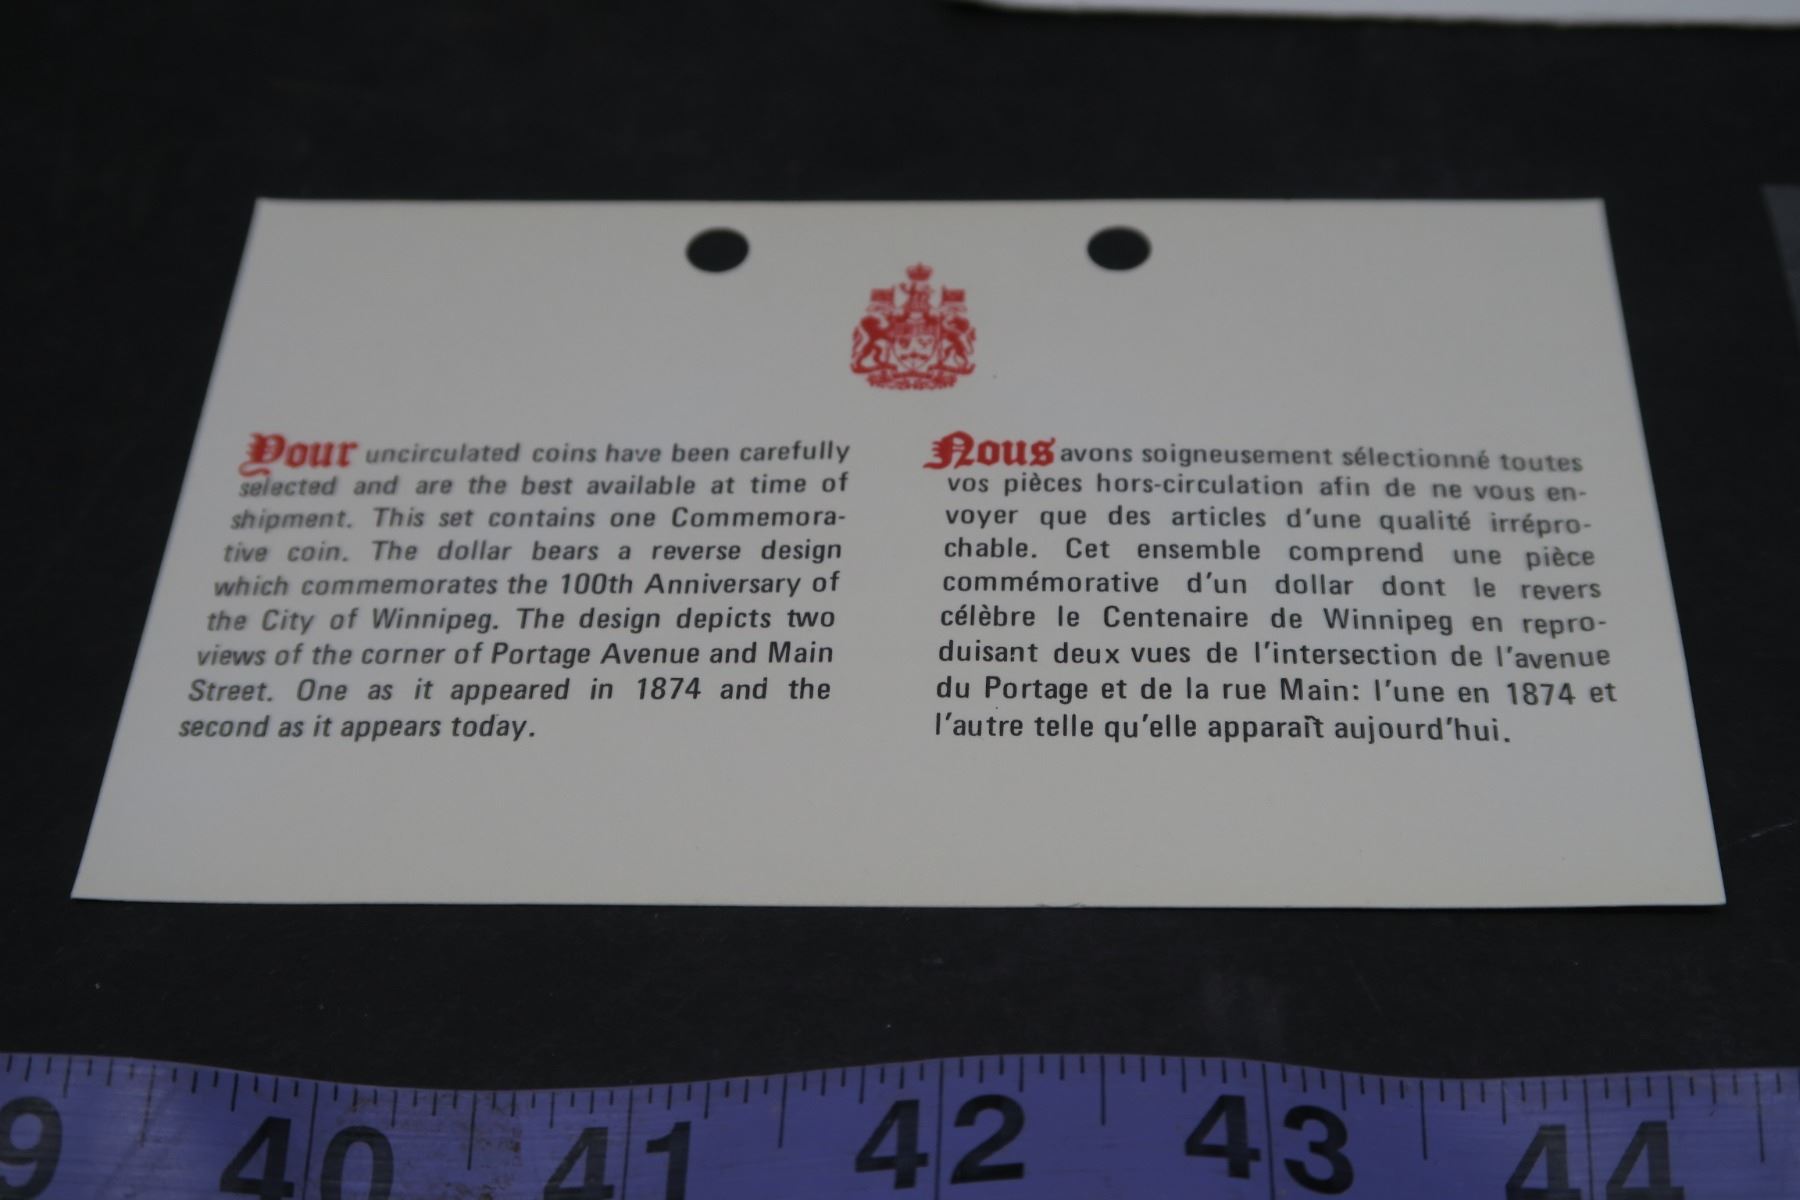 Your uncirculated coins have been carefully
selected and are the best available at time of
shipment. This set contains one Commemora-
tive coin. The dollar bears a reverse design
which commemorates the 100th Anniversary of
the City of Winnipeg. The design depicts two
views of the corner of Portage Avenue and Main
Street. One as it appeared in 1874 and the
second as it appears today.
Nous avons soigneusement sélectionné toutes
vos pièces hors-circulation afin de ne vous en-
voyer que des articles d'une qualité irrépro-
chable. Cet ensemble comprend une pièce
commémorative d'un dollar dont le revers
célèbre le Centenaire de Winnipeg en repro-
duisant deux vues de l'intersection de l'avenue
du Portage et de la rue Main: l'une en 1874 et
l'autre telle qu'elle apparaît aujourd'hui.
9 40 41 42 43 44